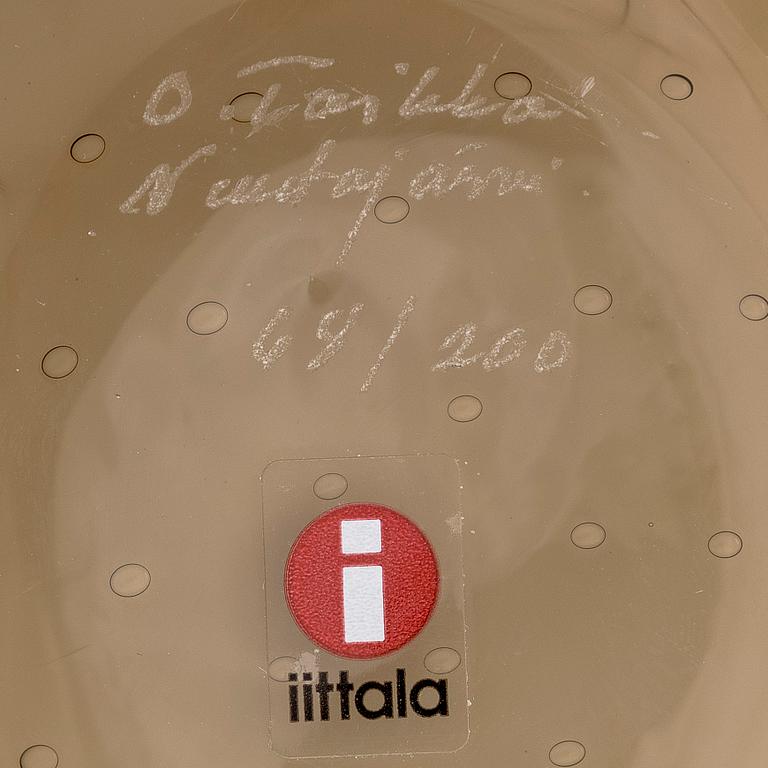 O Toikka
Nuutajärvi
68/200
iittala